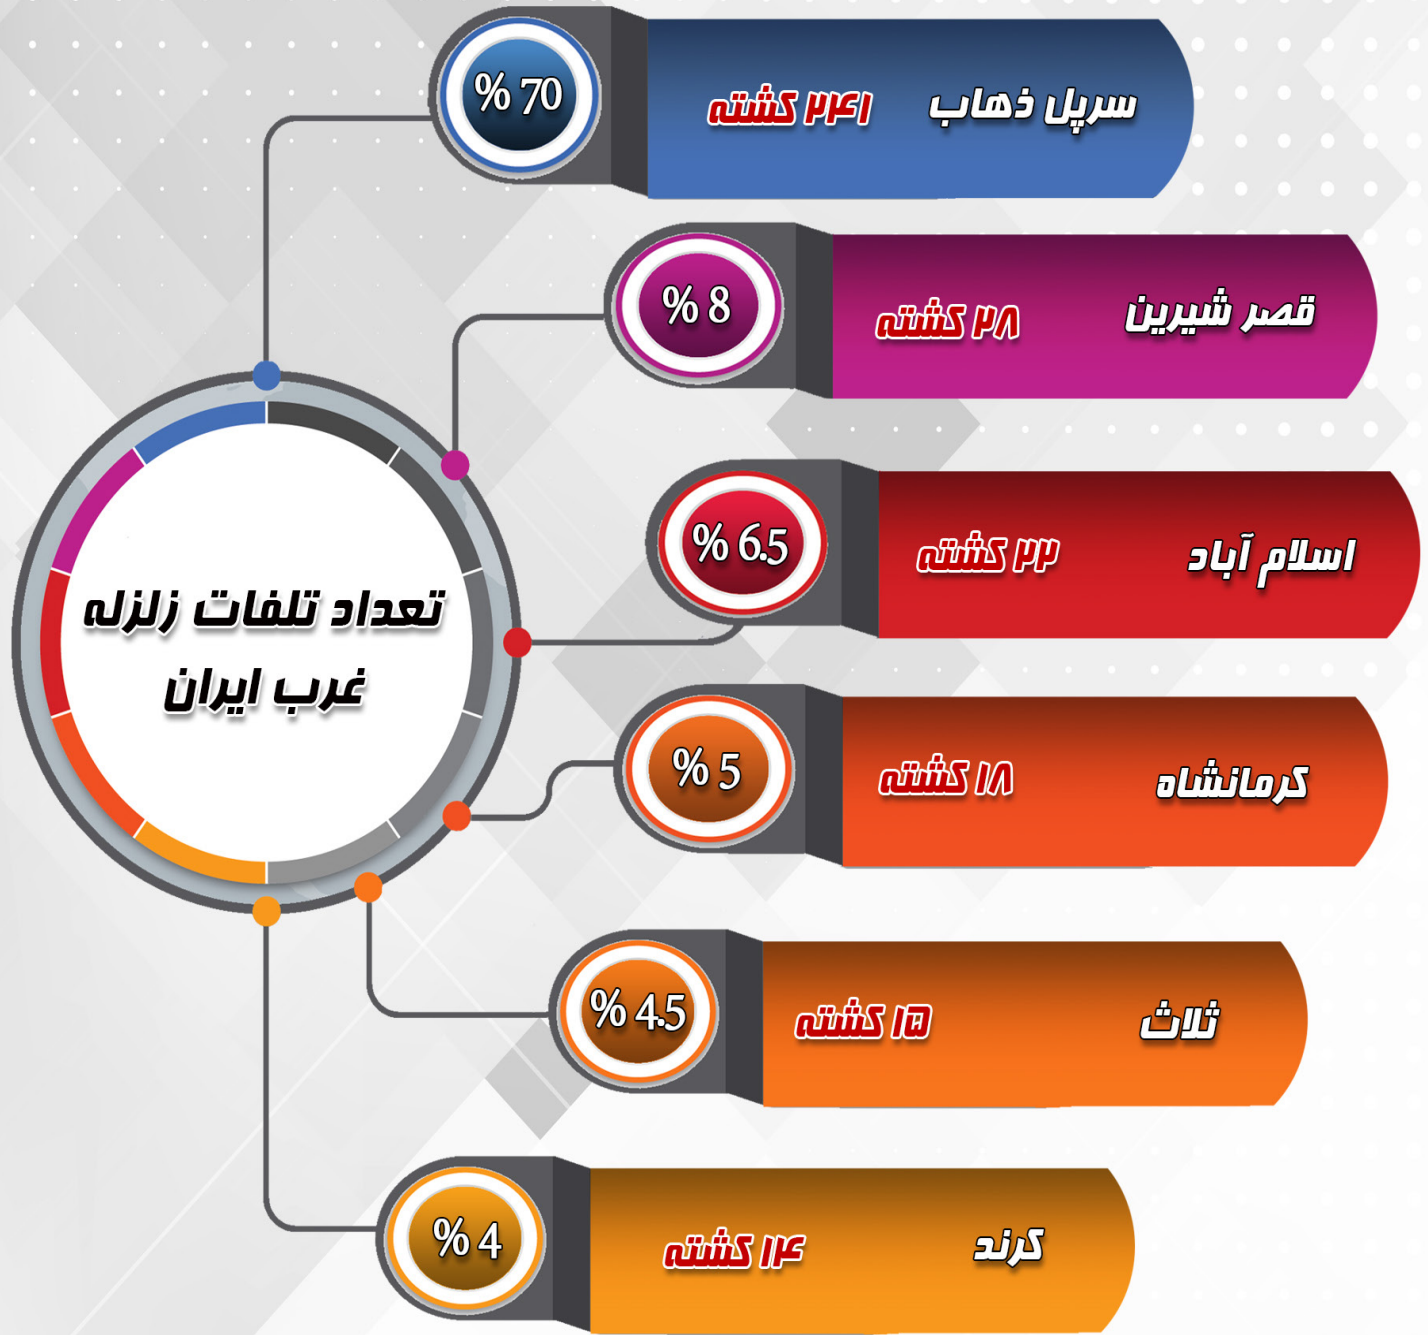 % 70
سرپل ذهاب ۲۴۱ کشته
% 8
قصر شیرین ۲۸ کشته
% 6.5
اسلام آباد ۲۲ کشته
تعداد تلفات زلزله
غرب ایران
% 5
کرمانشاه ۱۸ کشته
% 4.5
ثلاث ۱۵ کشته
% 4
کرند ۱۴ کشته